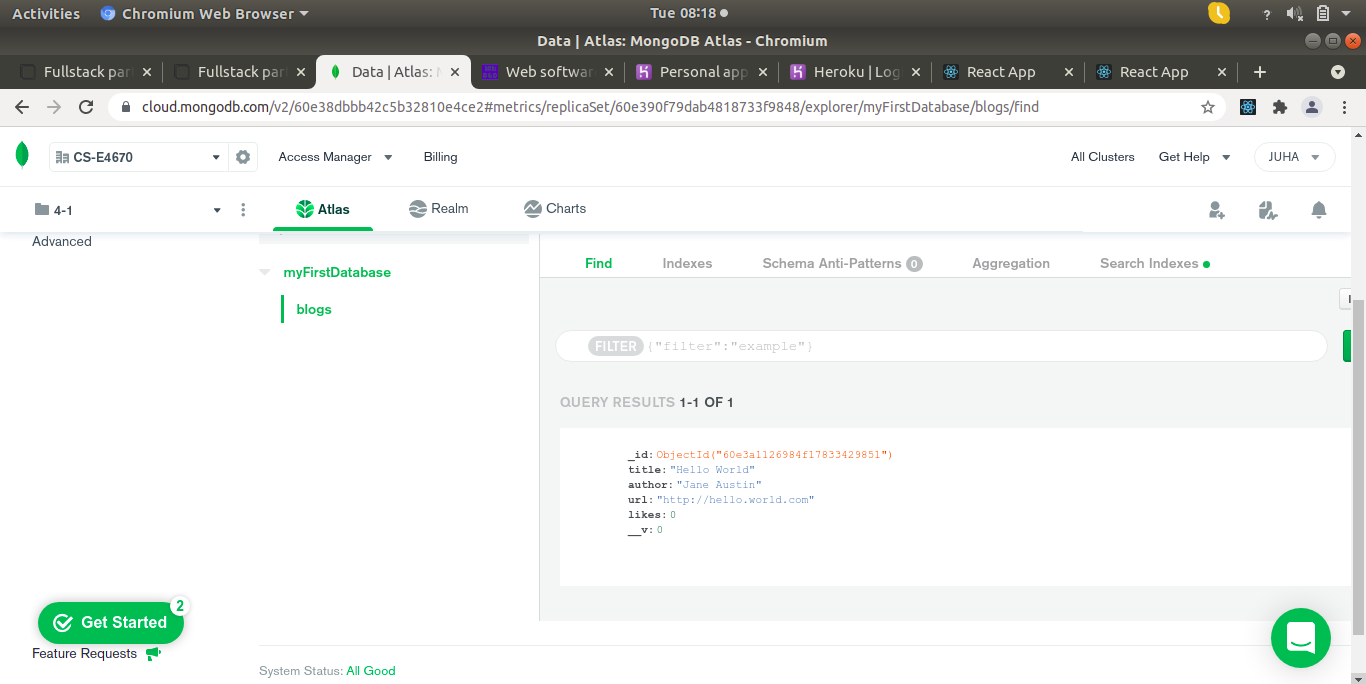 Activities Chromium Web Browser Tue 08:18 ?
Data | Atlas: MongoDB Atlas - Chromium
Fullstack par Fullstack par Data | Atlas: M Web softwar Personal app Heroku | Log React App React App
cloud.mongodb.com/v2/60e38dbbb42c5b32810e4ce2#metrics/replicaSet/60e390f79dab4818733f9848/explorer/myFirstDatabase/blogs/find
CS-E4670 Access Manager Billing All Clusters Get Help JUHA
4-1 Atlas Realm Charts
Advanced
myFirstDatabase
blogs
Find Indexes Schema Anti-Patterns 0 Aggregation Search Indexes
FILTER {"filter":"example"}
QUERY RESULTS 1-1 OF 1
_id:ObjectId("60e3a1126984f17833429851")
title:"Hello World"
author:"Jane Austin"
url:"http://hello.world.com"
likes:0
__v:0
Get Started 2
Feature Requests
System Status: All Good